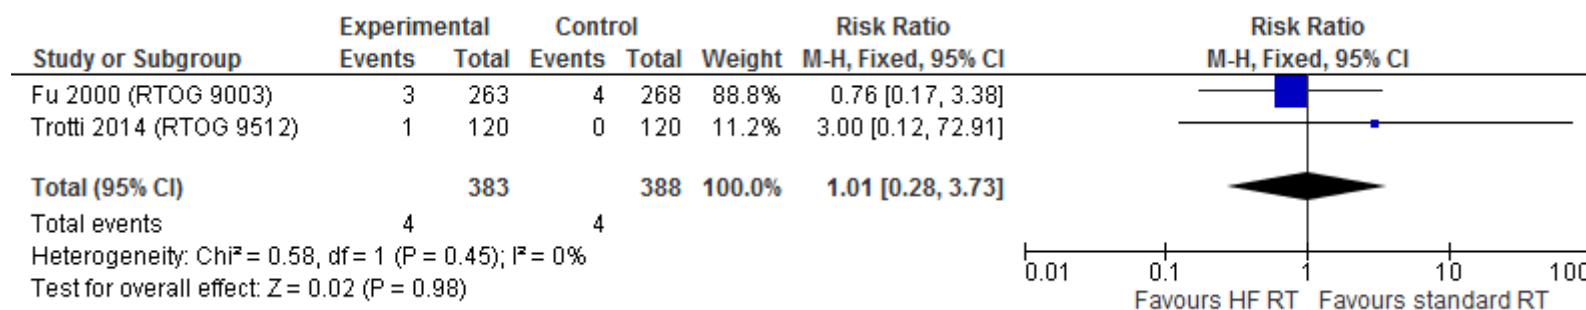 Experimental Control Risk Ratio Risk Ratio
Study or Subgroup Events Total Events Total Weight M-H, Fixed, 95% CI M-H, Fixed, 95% CI
Fu 2000 (RTOG 9003) 3 263 4 268 88.8% 0.76 [0.17, 3.38]
Trotti 2014 (RTOG 9512) 1 120 0 120 11.2% 3.00 [0.12, 72.91]
Total (95% CI) 383 388 100.0% 1.01 [0.28, 3.73]
Total events 4 4
Heterogeneity: Chi² = 0.58, df = 1 (P = 0.45); I² = 0%
Test for overall effect: Z = 0.02 (P = 0.98)
0.01 0.1 1 10 100
Favours HF RT Favours standard RT